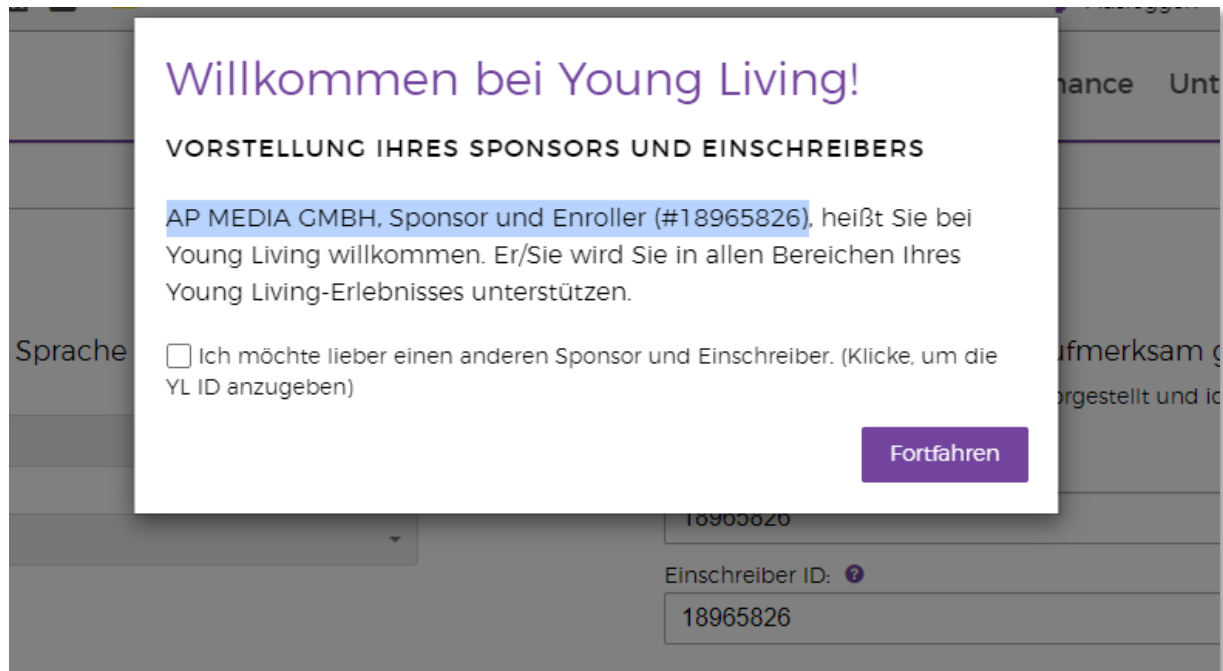 Willkommen bei Young Living!
VORSTELLUNG IHRES SPONSORS UND EINSCHREIBERS
AP MEDIA GMBH, Sponsor und Enroller (#18965826), heißt Sie bei
Young Living willkommen. Er/Sie wird Sie in allen Bereichen Ihres
Young Living-Erlebnisses unterstützen.
Ich möchte lieber einen anderen Sponsor und Einschreiber. (Klicke, um die
YL ID anzugeben)
Fortfahren
nance Unt
Sprache
ufmerksam g
orgestellt und ic
18965826
Einschreiber ID:
18965826